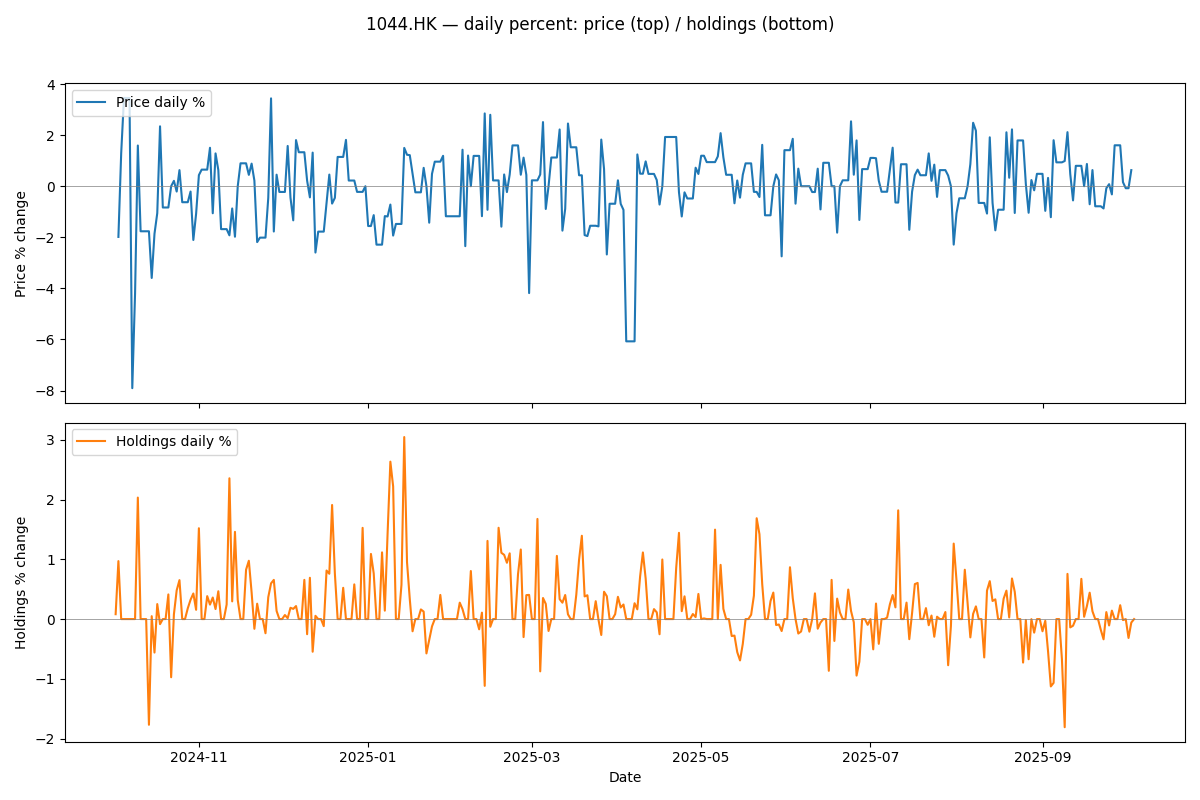 1044.HK — daily percent: price (top) / holdings (bottom)
4
Price daily %
2
0
−2
−4
−6
−8
Price % change
Holdings daily %
3
2
1
0
−1
−2
Holdings % change
2024-11 2025-01 2025-03 2025-05 2025-07 2025-09
Date